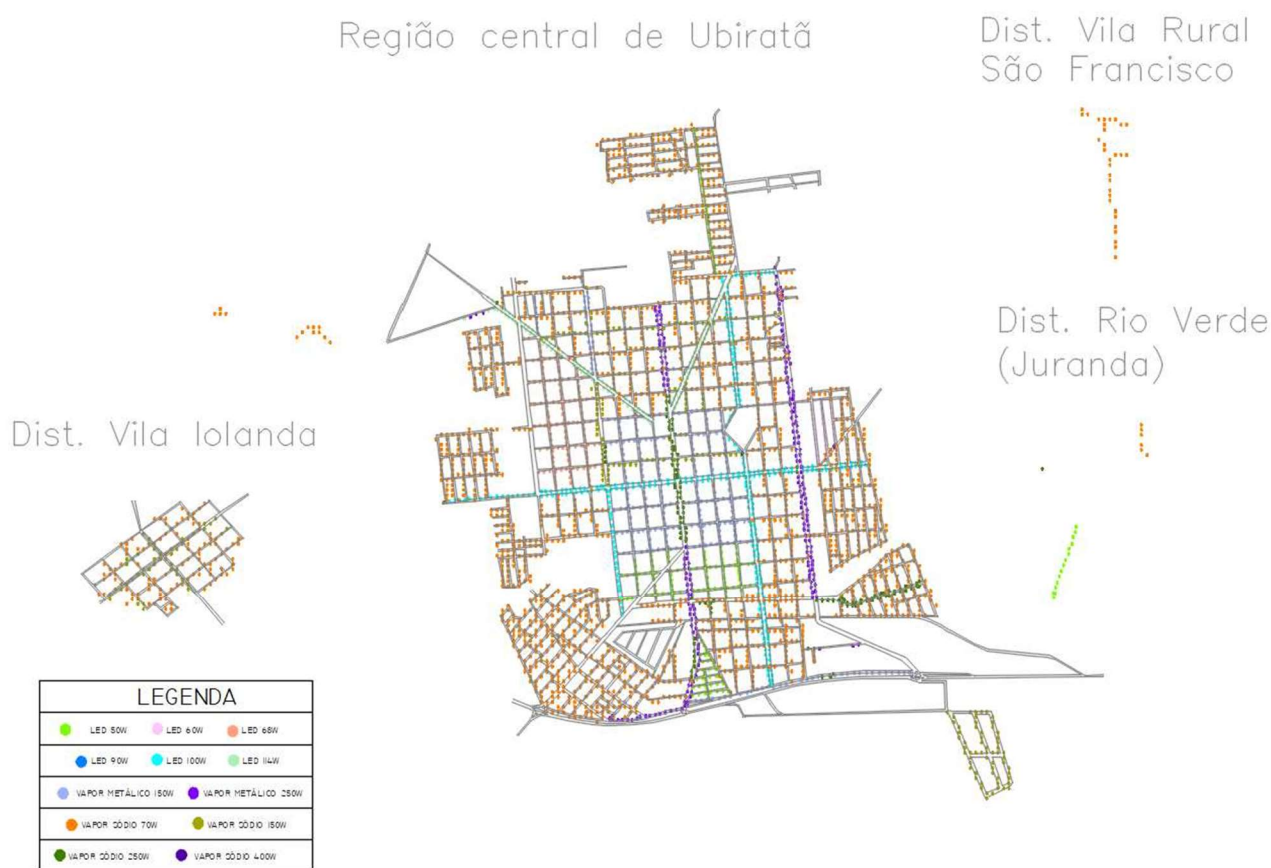 Região central de Ubiratã
Dist. Vila Rural
São Francisco
Dist. Rio Verde
(Juranda)
Dist. Vila Iolanda
LEGENDA
LED 50W LED 60W LED 68W
LED 90W LED 100W LED 114W
VAPOR METÁLICO 150W VAPOR METÁLICO 250W
VAPOR SÓDIO 70W VAPOR SÓDIO 150W
VAPOR SÓDIO 250W VAPOR SÓDIO 400W